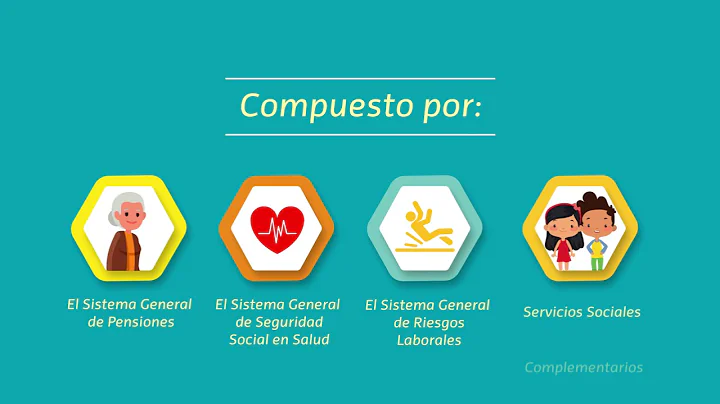 Compuesto por:
El Sistema General
de Pensiones
El Sistema General
de Seguridad
Social en Salud
El Sistema General
de Riesgos
Laborales
Servicios Sociales
Complementarios